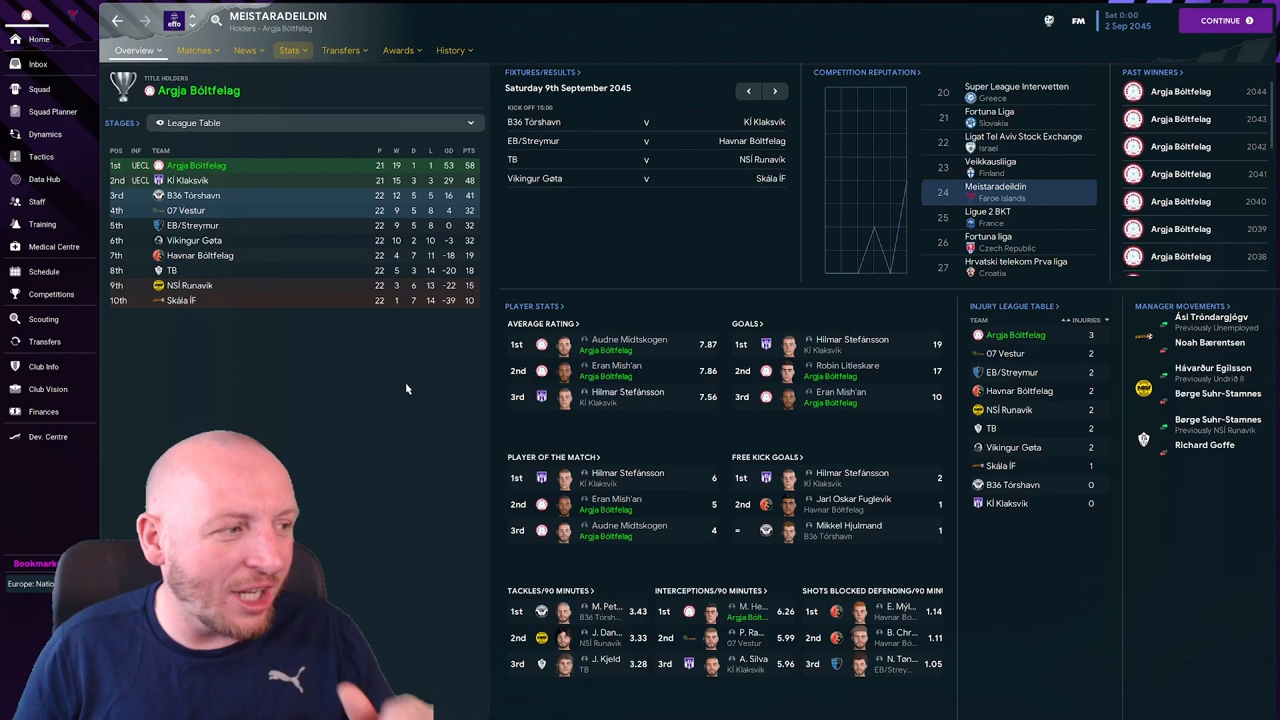 MEISTARADEILDIN
Holders - Argja Bóltfelag
effo
FM
Sat 0:00
2 Sep 2045
CONTINUE
Overview
Matches
News
Stats
Transfers
Awards
History
Home
Inbox
Squad
Squad Planner
Dynamics
Tactics
Data Hub
Staff
Training
Medical Centre
Schedule
Competitions
Scouting
Transfers
Club Info
Club Vision
Finances
Dev. Centre
Bookmark
Europe: Natio
TITLE HOLDERS
Argja Bóltfelag
STAGES
League Table
POS INF TEAM P W D L GD PTS
1st UECL Argja Bóltfelag 21 19 1 1 53 58
2nd UECL KÍ Klaksvík 21 15 3 3 29 48
3rd B36 Tórshavn 22 12 5 5 16 41
4th 07 Vestur 22 9 5 8 4 32
5th EB/Streymur 22 9 5 8 0 32
6th Víkingur Gøta 22 10 2 10 -3 32
7th Havnar Bóltfelag 22 4 7 11 -18 19
8th TB 22 5 3 14 -20 18
9th NSÍ Runavík 22 3 6 13 -22 15
10th Skála ÍF 22 1 7 14 -39 10
FIXTURES/RESULTS
Saturday 9th September 2045
KICK OFF 15:00
B36 Tórshavn v KÍ Klaksvík
EB/Streymur v Havnar Bóltfelag
TB v NSÍ Runavík
Víkingur Gøta v Skála ÍF
COMPETITION REPUTATION
20 Super League Interwetten
Greece
21 Fortuna Liga
Slovakia
22 Ligat Tel Aviv Stock Exchange
Israel
23 Veikkausliiga
Finland
24 Meistaradeildin
Faroe Islands
25 Ligue 2 BKT
France
26 Fortuna liga
Czech Republic
27 Hrvatski telekom Prva liga
Croatia
PAST WINNERS
Argja Bóltfelag 2044
Argja Bóltfelag 2043
Argja Bóltfelag 2042
Argja Bóltfelag 2041
Argja Bóltfelag 2040
Argja Bóltfelag 2039
Argja Bóltfelag 2038
PLAYER STATS
AVERAGE RATING
1st Audne Midtskogen 7.87
Argja Bóltfelag
2nd Eran Mish'an 7.86
Argja Bóltfelag
3rd Hilmar Stefánsson 7.56
KÍ Klaksvík
GOALS
1st Hilmar Stefánsson 19
KÍ Klaksvík
2nd Robin Litleskare 17
Argja Bóltfelag
3rd Eran Mish'an 10
Argja Bóltfelag
PLAYER OF THE MATCH
1st Hilmar Stefánsson 6
KÍ Klaksvík
2nd Eran Mish'an 5
Argja Bóltfelag
3rd Audne Midtskogen 4
Argja Bóltfelag
FREE KICK GOALS
1st Hilmar Stefánsson 2
KÍ Klaksvík
2nd Jarl Oskar Fuglevik 1
Havnar Bóltfelag
= Mikkel Hjulmand 1
B36 Tórshavn
TACKLES/90 MINUTES
1st M. Pet... 3.43
B36 Tórsh...
2nd J. Dan... 3.33
NSÍ Runavík
3rd J. Kjeld 3.28
TB
INTERCEPTIONS/90 MINUTES
1st M. He... 6.26
Argja Bólt...
2nd P. Ra... 5.99
07 Vestur
3rd A. Silva 5.96
KÍ Klaksvík
SHOTS BLOCKED DEFENDING/90 MINU
1st E. Mýl... 1.14
Havnar Bó...
2nd B. Chr... 1.11
Havnar Bó...
3rd N. Tøn... 1.05
EB/Strey...
INJURY LEAGUE TABLE
TEAM INJURIES
Argja Bóltfelag 3
07 Vestur 2
EB/Streymur 2
Havnar Bóltfelag 2
NSÍ Runavík 2
TB 2
Víkingur Gøta 2
Skála ÍF 1
B36 Tórshavn 0
KÍ Klaksvík 0
MANAGER MOVEMENTS
Ási Tróndargjógv
Previously Unemployed
Noah Bærentsen
Hávarður Egilsson
Previously Undrið II
Børge Suhr-Stamnes
Børge Suhr-Stamnes
Previously NSÍ Runavík
Richard Goffe